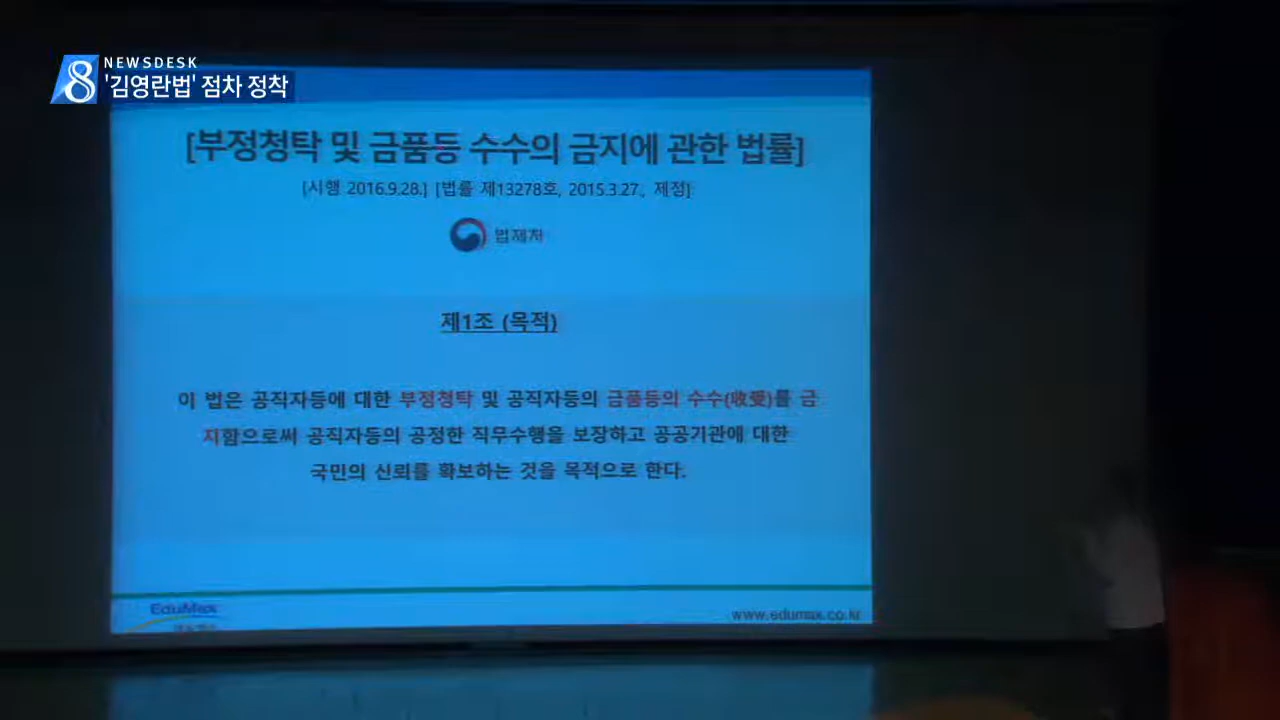 NEWSDESK
8 '김영란법' 점차 정착
[부정청탁 및 금품등 수수의 금지에 관한 법률]
[시행 2016.9.28.] [법률 제13278호, 2015.3.27., 제정]
법제처
제1조 (목적)
이 법은 공직자등에 대한 부정청탁 및 공직자등의 금품등의 수수(收受)를 금
지함으로써 공직자등의 공정한 직무수행을 보장하고 공공기관에 대한
국민의 신뢰를 확보하는 것을 목적으로 한다.
EduMax
www.edumax.co.kr